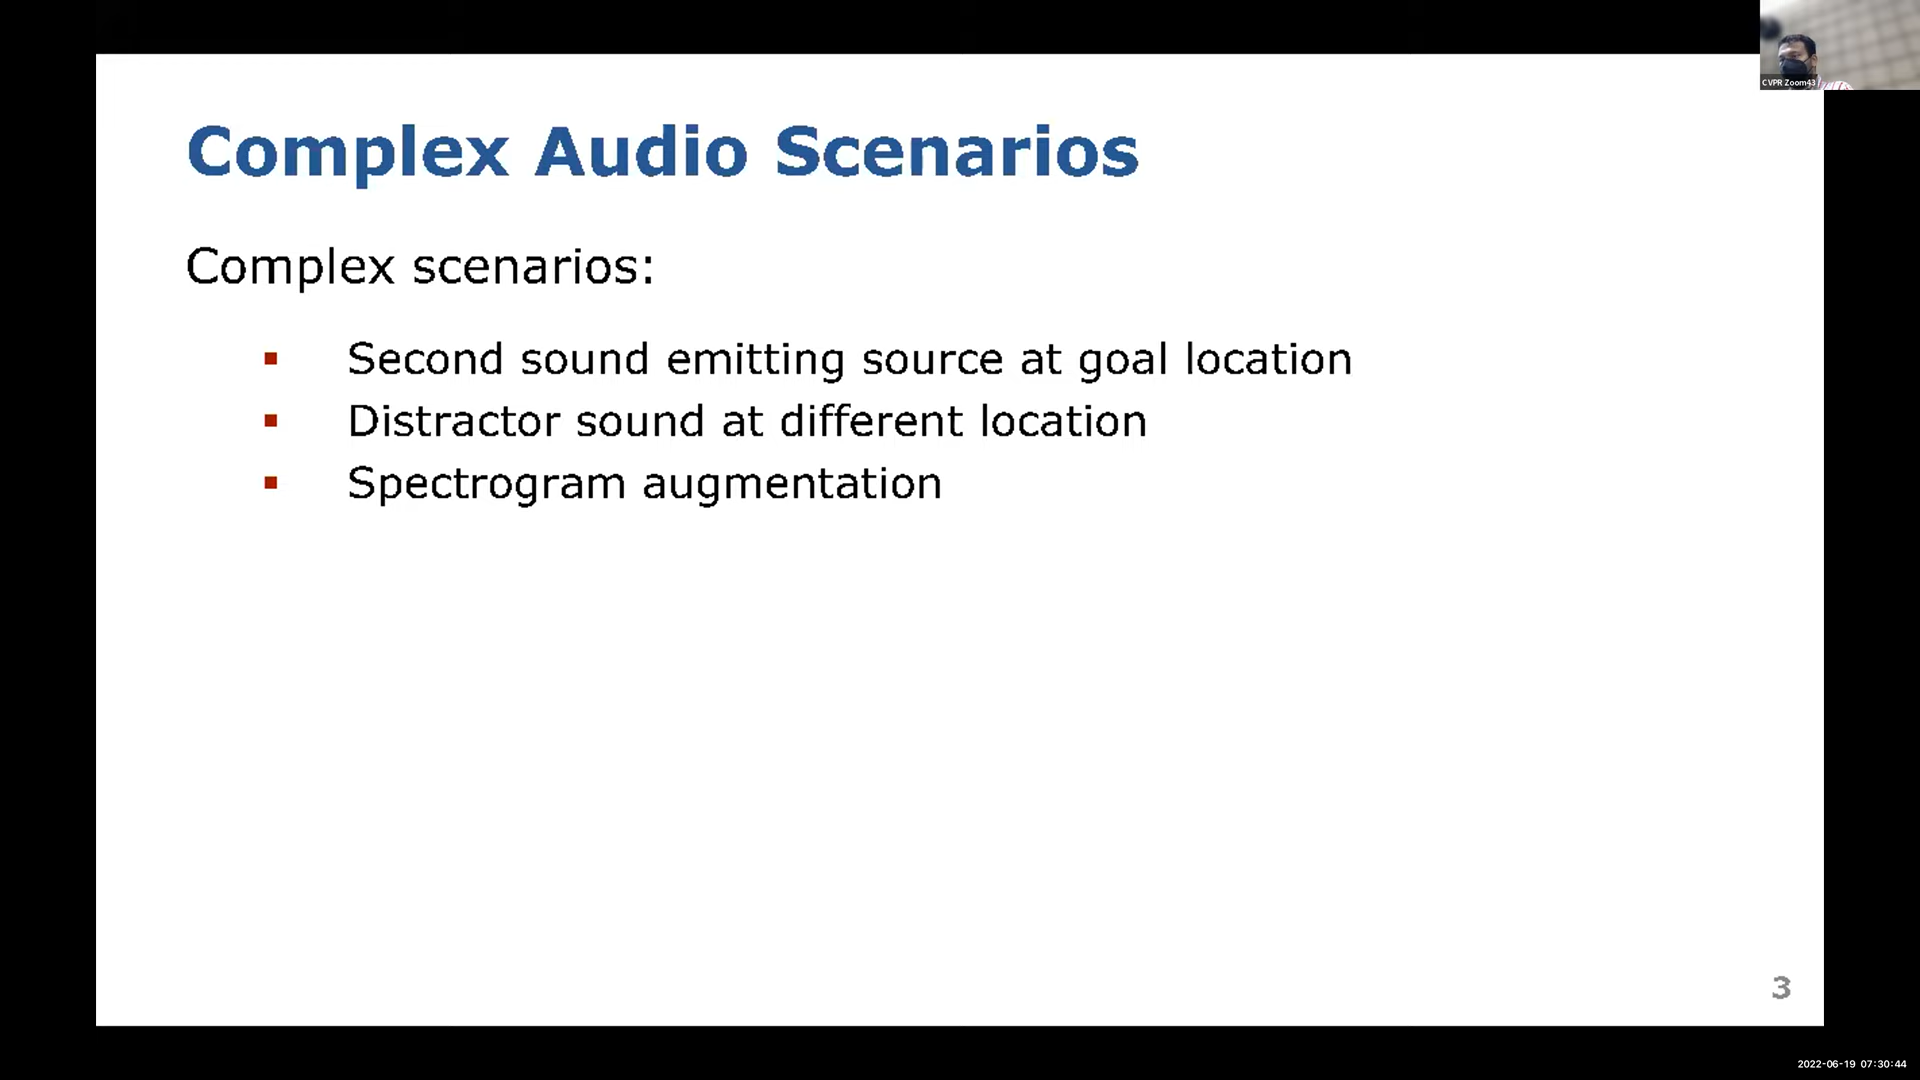 CVPR Zoom43
Complex Audio Scenarios
Complex scenarios:
▪ Second sound emitting source at goal location
▪ Distractor sound at different location
▪ Spectrogram augmentation
3
2022-06-19 07:30:44